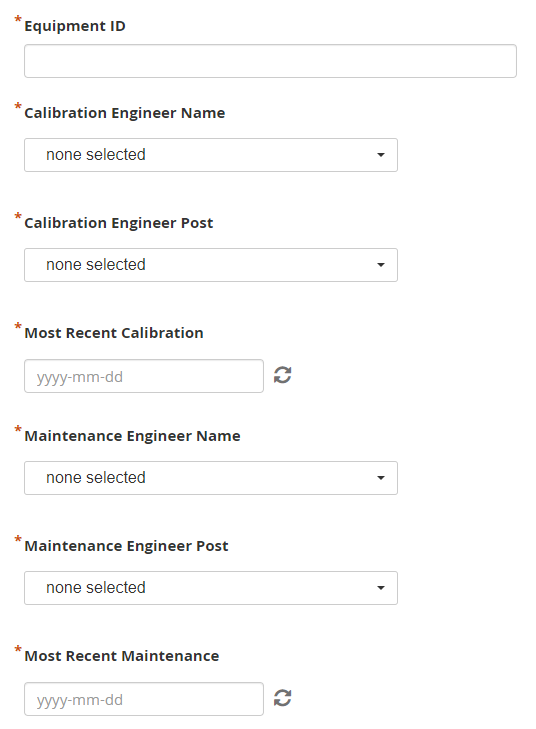 *Equipment ID
*Calibration Engineer Name
none selected
*Calibration Engineer Post
none selected
*Most Recent Calibration
yyyy-mm-dd
*Maintenance Engineer Name
none selected
*Maintenance Engineer Post
none selected
*Most Recent Maintenance
yyyy-mm-dd